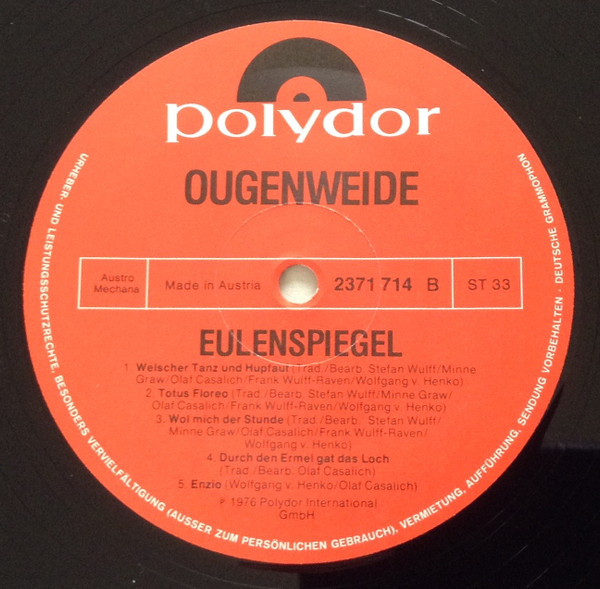 polydor
OUGENWEIDE
Austro
Mechana
Made in Austria
2371 714 B
ST 33
EULENSPIEGEL
1 Welscher Tanz und Hupfauf (Trad./Bearb. Stefan Wulff/Minne
Graw/Olaf Casalich/Frank Wulff-Raven/Wolfgang v. Henko)
2. Totus Floreo (Trad./Bearb. Stefan Wulff/Minne Graw/
Olaf Casalich/Frank Wulff-Raven/Wolfgang v. Henko)
3. Wol mich der Stunde (Trad./Bearb. Stefan Wulff/
Minne Graw/Olaf Casalich/Frank Wulff-Raven/
Wolfgang v. Henko)
4. Durch den Ermel gat das Loch
(Trad./Bearb. Olaf Casalich)
5. Enzio (Wolfgang v. Henko/Olaf Casalich)
℗ 1976 Polydor International
GmbH
URHEBER- UND LEISTUNGSSCHUTZRECHTE, BESONDERS VERVIELFÄLTIGUNG (AUSSER ZUM PERSÖNLICHEN GEBRAUCH), VERMIETUNG, AUFFÜHRUNG, SENDUNG VORBEHALTEN · DEUTSCHE GRAMMOPHON